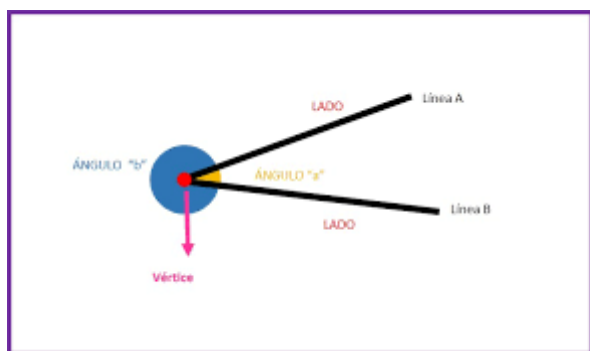 Línea A
LADO
ÁNGULO "b"
ÁNGULO "a"
Línea B
LADO
Vértice